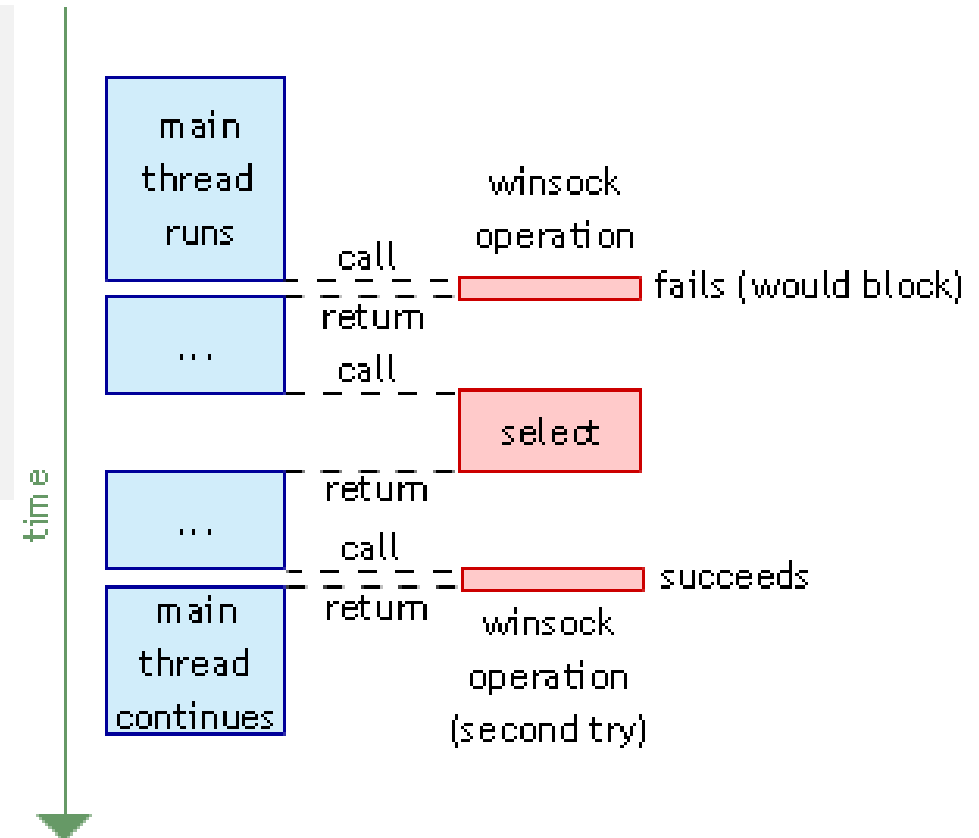 main
thread
runs
winsock
operation
call
fails (would block)
return
...
call
select
time
return
...
call
succeeds
return
main
thread
continues
winsock
operation
(second try)